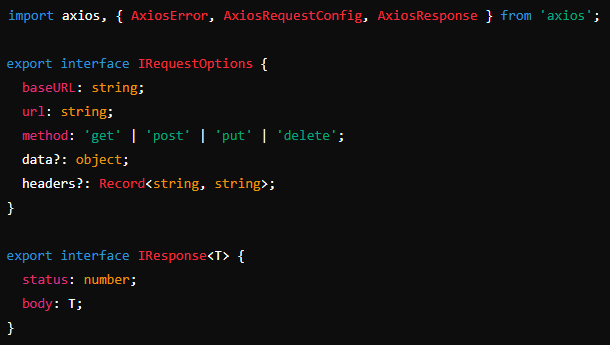 import axios, { AxiosError, AxiosRequestConfig, AxiosResponse } from 'axios';
export interface IRequestOptions {
baseURL: string;
url: string;
method: 'get' | 'post' | 'put' | 'delete';
data?: object;
headers?: Record<string, string>;
}
export interface IResponse<T> {
status: number;
body: T;
}